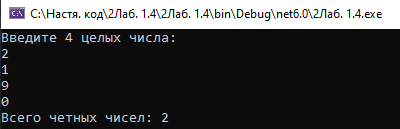 C:\Настя. код\2Лаб. 1.4\2Лаб. 1.4\bin\Debug\net6.0\2Лаб. 1.4.exe
Введите 4 целых числа:
2
1
9
0
Всего четных чисел: 2